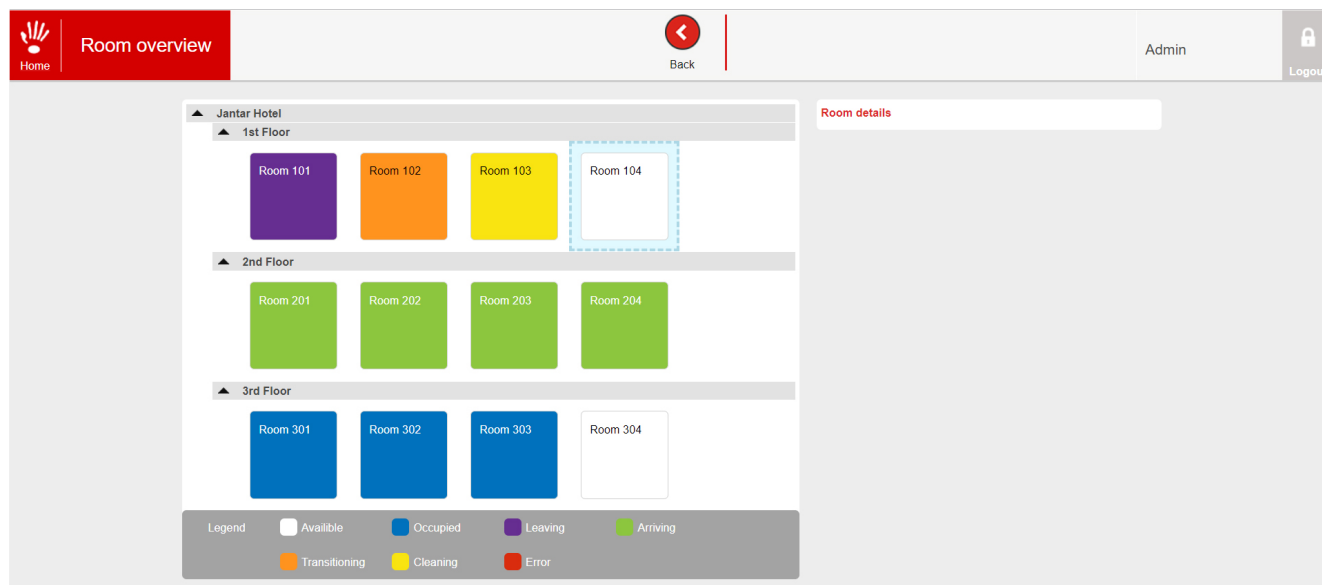 Home
Room overview
Back
Admin
Jantar Hotel
Room details
1st Floor
Room 101 Room 102 Room 103 Room 104
2nd Floor
Room 201 Room 202 Room 203 Room 204
3rd Floor
Room 301 Room 302 Room 303 Room 304
Legend Availible Occupied Leaving Arriving
Transitioning Cleaning Error